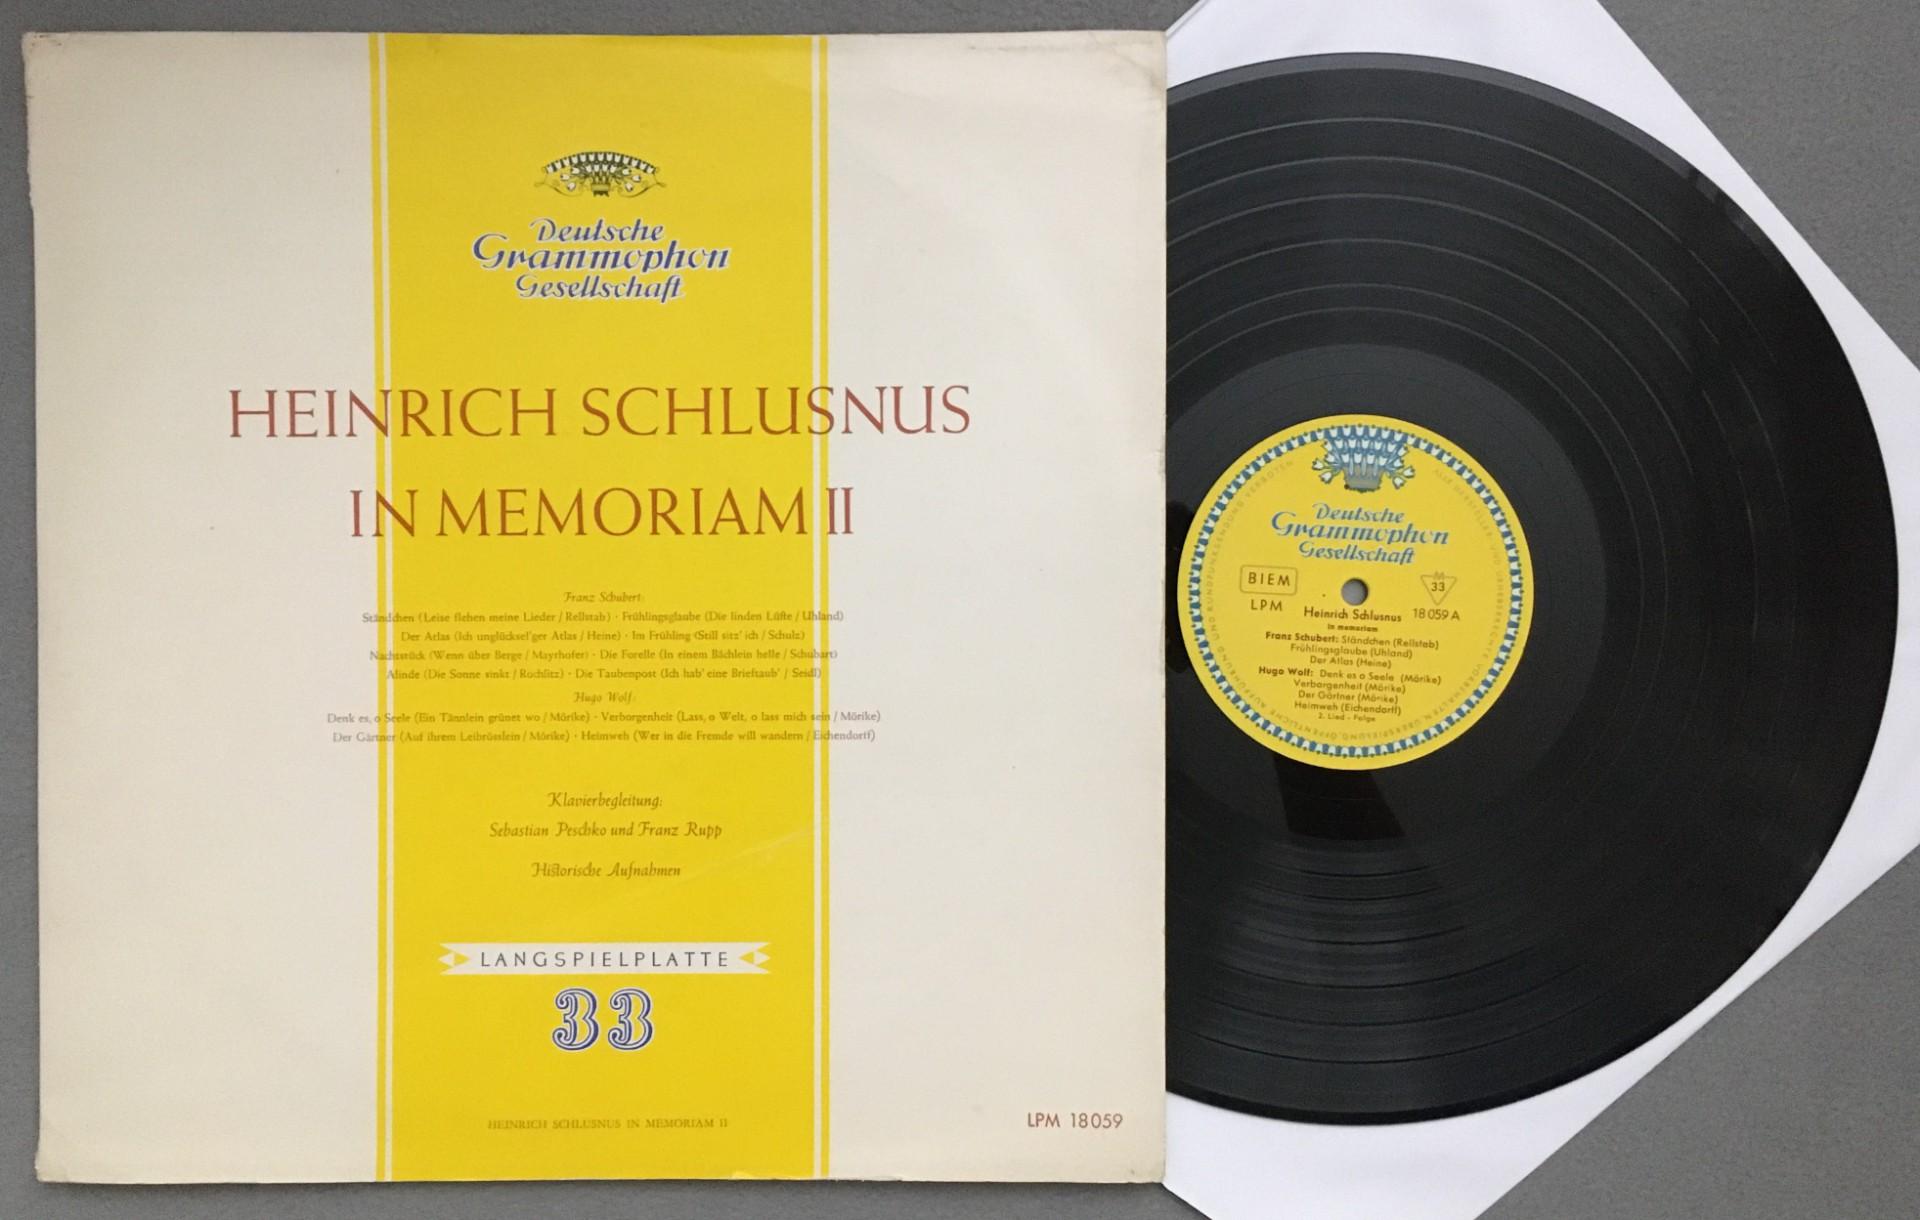 Deutsche
Grammophon
Gesellschaft
HEINRICH SCHLUSNUS
IN MEMORIAM II
Franz Schubert:
Ständchen (Leise flehen meine Lieder / Rellstab) · Frühlingsglaube (Die linden Lüfte / Uhland)
Der Atlas (Ich unglücksel'ger Atlas / Heine) · Im Frühling (Still sitz' ich / Schulz)
Nachtstück (Wenn über Berge / Mayrhofer) · Die Forelle (In einem Bächlein helle / Schubart)
Alinde (Die Sonne sinkt / Rochlitz) · Die Taubenpost (Ich hab' eine Brieftaub' / Seidl)
Hugo Wolf:
Denk es, o Seele (Ein Tännlein grünet wo / Mörike) · Verborgenheit (Lass, o Welt, o lass mich sein / Mörike)
Der Gärtner (Auf ihrem Leibrösslein / Mörike) · Heimweh (Wer in die Fremde will wandern / Eichendorff)
Klavierbegleitung:
Sebastian Peschko und Franz Rupp
Historische Aufnahmen
LANGSPIELPLATTE
33
HEINRICH SCHLUSNUS IN MEMORIAM II
LPM 18059
Deutsche
Grammophon
Gesellschaft
BIEM
M
33
LPM
Heinrich Schlusnus
18 059 A
in memoriam
Franz Schubert: Ständchen (Rellstab)
Frühlingsglaube (Uhland)
Der Atlas (Heine)
Hugo Wolf: Denk es o Seele (Mörike)
Verborgenheit (Mörike)
Der Gärtner (Mörike)
Heimweh (Eichendorff)
2. Lied - Folge